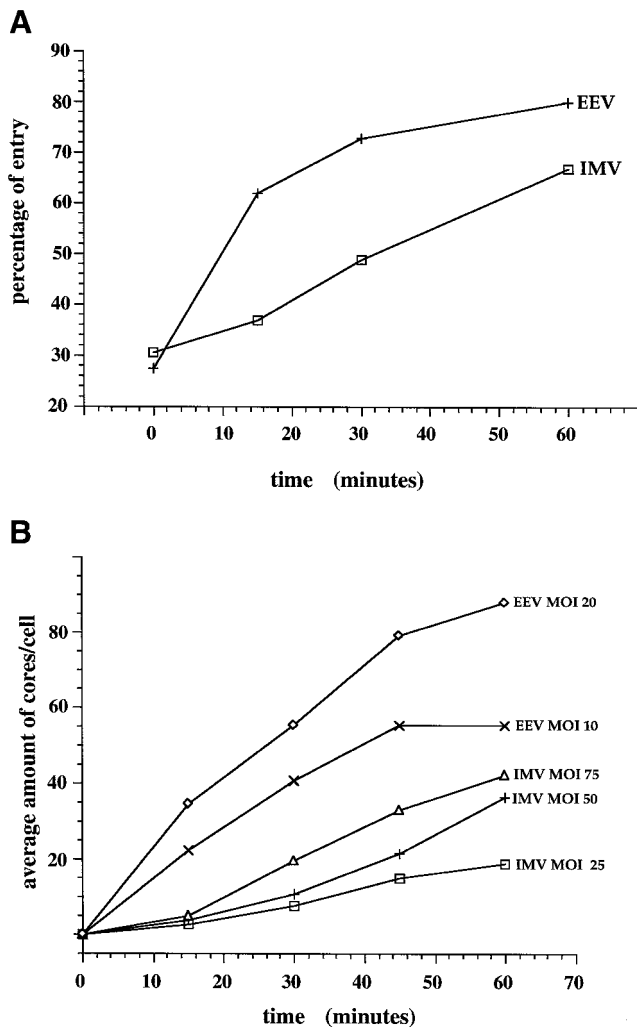 A
90
80
70
60
50
40
30
20
percentage of entry
EEV
IMV
0 10 20 30 40 50 60
time (minutes)
B
80
60
40
20
average amount of cores/cell
EEV MOI 20
EEV MOI 10
IMV MOI 75
IMV MOI 50
IMV MOI 25
0 10 20 30 40 50 60 70
time (minutes)